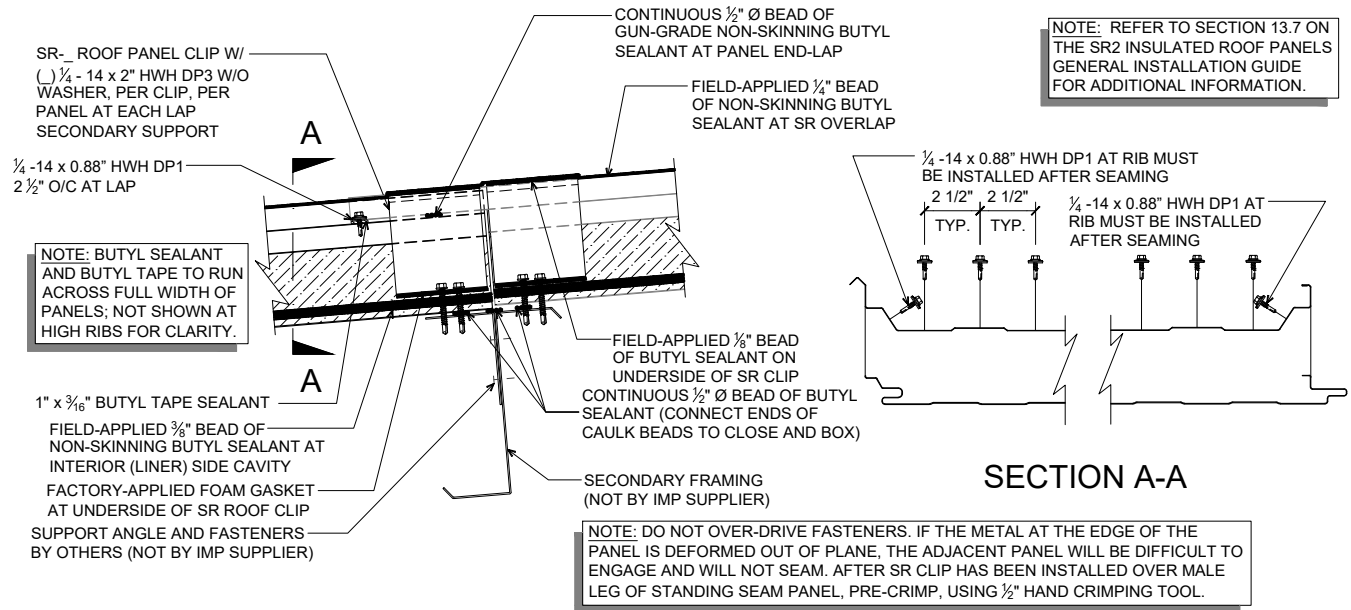 CONTINUOUS ½" Ø BEAD OF
GUN-GRADE NON-SKINNING BUTYL
SEALANT AT PANEL END-LAP
NOTE: REFER TO SECTION 13.7 ON
THE SR2 INSULATED ROOF PANELS
GENERAL INSTALLATION GUIDE
FOR ADDITIONAL INFORMATION.
SR-_ ROOF PANEL CLIP W/
(_) ¼ - 14 x 2" HWH DP3 W/O
WASHER, PER CLIP, PER
PANEL AT EACH LAP
SECONDARY SUPPORT
FIELD-APPLIED ¼" BEAD
OF NON-SKINNING BUTYL
SEALANT AT SR OVERLAP
A
¼ -14 x 0.88” HWH DP1
2 ½” O/C AT LAP
¼ -14 x 0.88” HWH DP1 AT RIB MUST
BE INSTALLED AFTER SEAMING
2 1/2" 2 1/2"
TYP. TYP.
¼ -14 x 0.88” HWH DP1 AT
RIB MUST BE INSTALLED
AFTER SEAMING
NOTE: BUTYL SEALANT
AND BUTYL TAPE TO RUN
ACROSS FULL WIDTH OF
PANELS; NOT SHOWN AT
HIGH RIBS FOR CLARITY.
A
FIELD-APPLIED ⅛" BEAD
OF BUTYL SEALANT ON
UNDERSIDE OF SR CLIP
CONTINUOUS ½" Ø BEAD OF BUTYL
SEALANT (CONNECT ENDS OF
CAULK BEADS TO CLOSE AND BOX)
1" x 3⁄16" BUTYL TAPE SEALANT
FIELD-APPLIED ⅜" BEAD OF
NON-SKINNING BUTYL SEALANT AT
INTERIOR (LINER) SIDE CAVITY
FACTORY-APPLIED FOAM GASKET
AT UNDERSIDE OF SR ROOF CLIP
SUPPORT ANGLE AND FASTENERS
BY OTHERS (NOT BY IMP SUPPLIER)
SECONDARY FRAMING
(NOT BY IMP SUPPLIER)
SECTION A-A
NOTE: DO NOT OVER-DRIVE FASTENERS. IF THE METAL AT THE EDGE OF THE
PANEL IS DEFORMED OUT OF PLANE, THE ADJACENT PANEL WILL BE DIFFICULT TO
ENGAGE AND WILL NOT SEAM. AFTER SR CLIP HAS BEEN INSTALLED OVER MALE
LEG OF STANDING SEAM PANEL, PRE-CRIMP, USING ½" HAND CRIMPING TOOL.